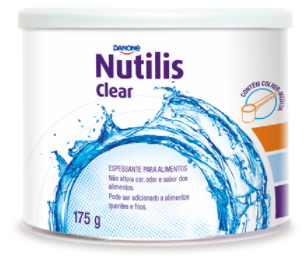 DANONE
Nutilis
Clear
CONTÉM COLHER-MEDIDA
ESPESSANTE PARA ALIMENTOS
Não altera cor, odor e sabor dos
alimentos.
Pode ser adicionado a alimentos
quentes e frios.
175 g